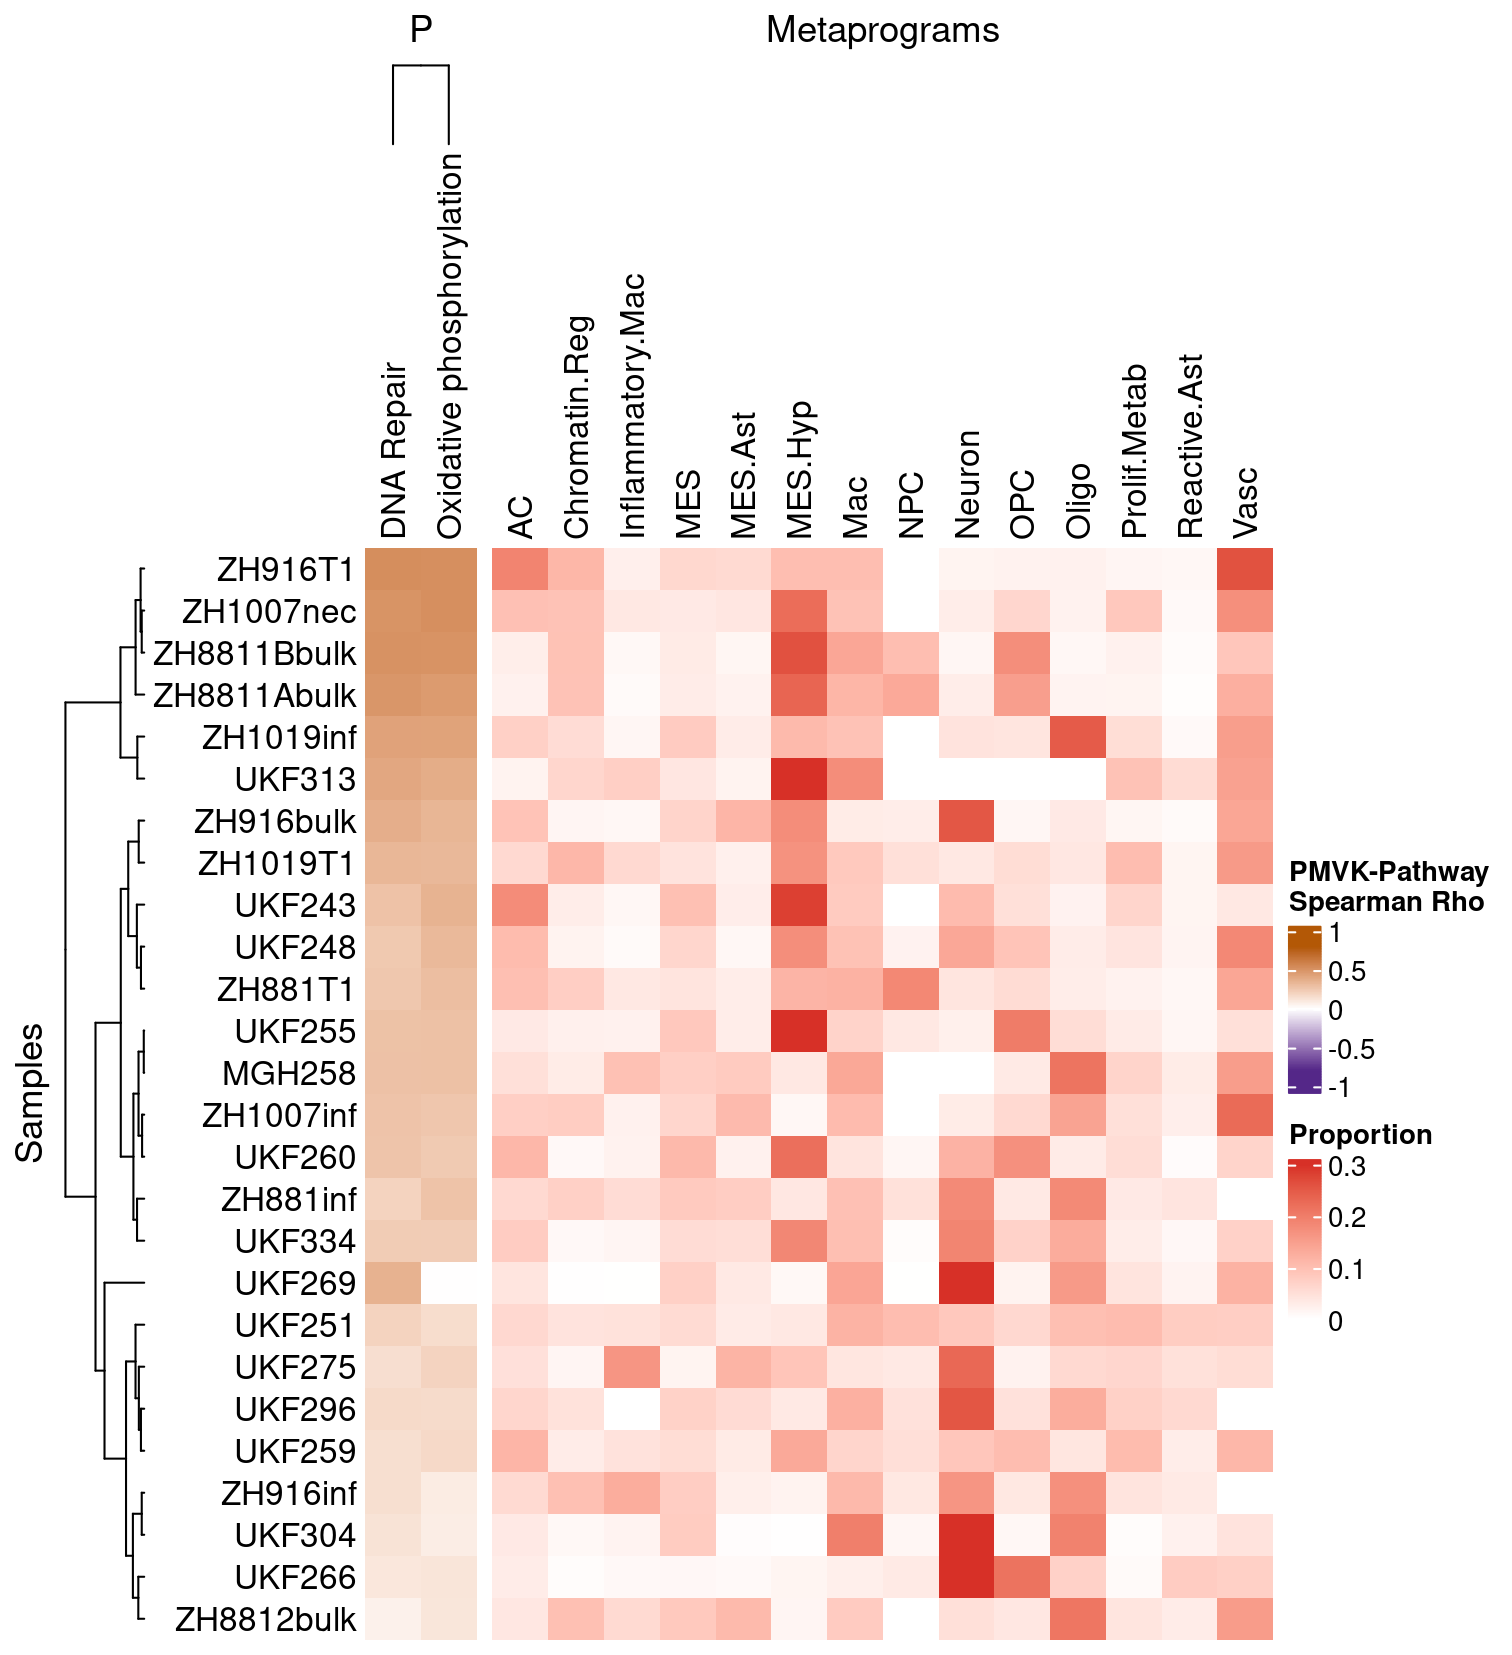 P
Metaprograms
DNA Repair
Oxidative phosphorylation
AC
Chromatin.Reg
Inflammatory.Mac
MES
MES.Ast
MES.Hyp
Mac
NPC
Neuron
OPC
Oligo
Prolif.Metab
Reactive.Ast
Vasc
Samples
ZH916T1
ZH1007nec
ZH8811Bbulk
ZH8811Abulk
ZH1019inf
UKF313
ZH916bulk
ZH1019T1
UKF243
UKF248
ZH881T1
UKF255
MGH258
ZH1007inf
UKF260
ZH881inf
UKF334
UKF269
UKF251
UKF275
UKF296
UKF259
ZH916inf
UKF304
UKF266
ZH8812bulk
PMVK-Pathway
Spearman Rho
1
0.5
0
-0.5
-1
Proportion
0.3
0.2
0.1
0